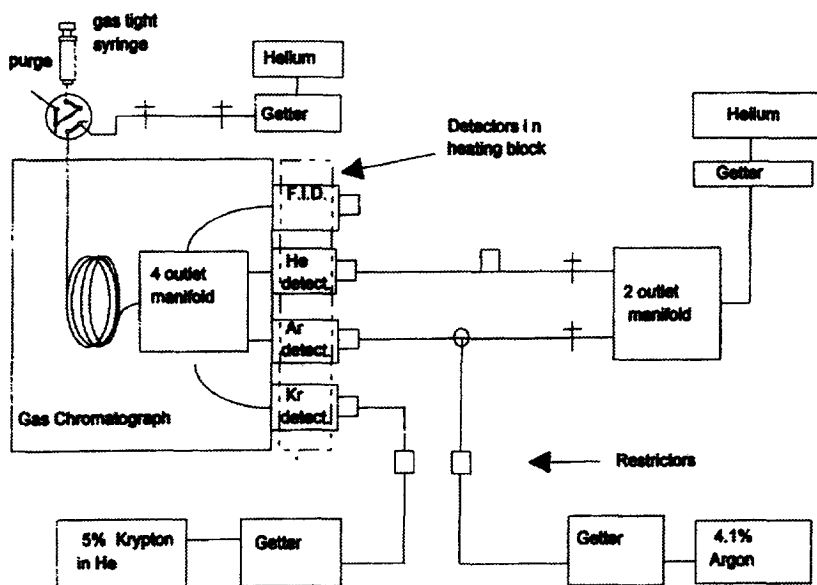 gas tight
syringe
purge
Helium
Getter
Detectors i n
heating block
Helium
Getter
F.I.D.
He
detect.
4 outlet
manifold
2 outlet
manifold
Ar
detect.
Kr
detect.
Gas Chromatograph
Restrictors
5% Krypton
in He
Getter
Getter
4.1%
Argon